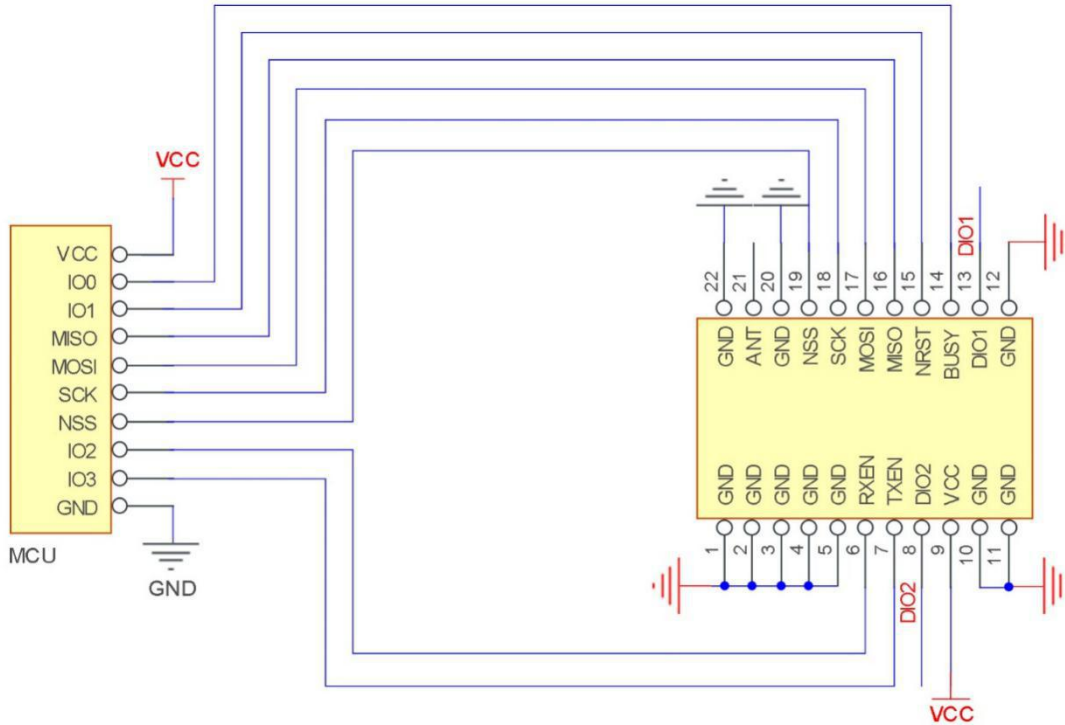 VCC
VCC
IO0
IO1
MISO
MOSI
SCK
NSS
IO2
IO3
GND
MCU
GND
22 21 20 19 18 17 16 15 14 DIO1 13 12
GND ANT GND NSS SCK MOSI MISO NRST BUSY DIO1 GND
GND GND GND GND GND RXEN TXEN DIO2 VCC GND GND
1 2 3 4 5 6 7 8 9 10 11
DIO2
VCC